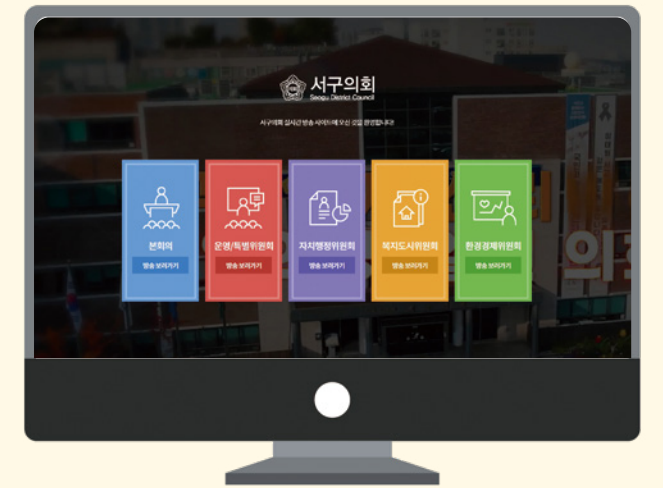 서구의회
Seogu District Council
서구의회 실시간 방송 사이트에 오신 것을 환영합니다!
본회의
운영/특별위원회
자치행정위원회
복지도시위원회
환경경제위원회
방송 보러가기
방송 보러가기
방송 보러가기
방송 보러가기
방송 보러가기
의